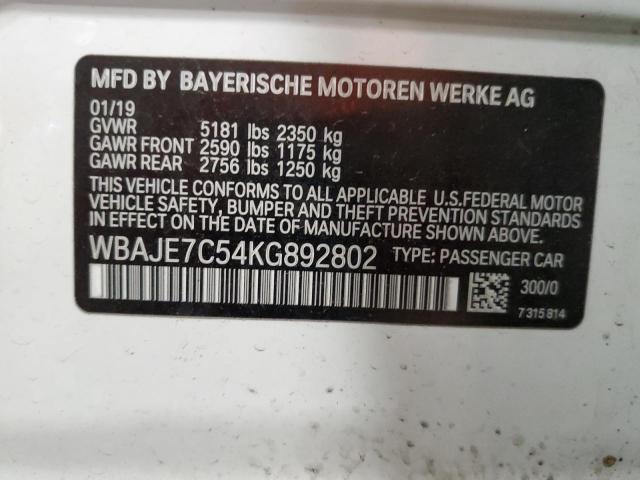 MFD BY BAYERISCHE MOTOREN WERKE AG
01/19
GVWR 5181 lbs 2350 kg
GAWR FRONT 2590 lbs 1175 kg
GAWR REAR 2756 lbs 1250 kg
THIS VEHICLE CONFORMS TO ALL APPLICABLE U.S.FEDERAL MOTOR
VEHICLE SAFETY, BUMPER AND THEFT PREVENTION STANDARDS
IN EFFECT ON THE DATE OF MANUFACTURE SHOWN ABOVE.
WBAJE7C54KG892802 TYPE: PASSENGER CAR
300/0
7 315 814